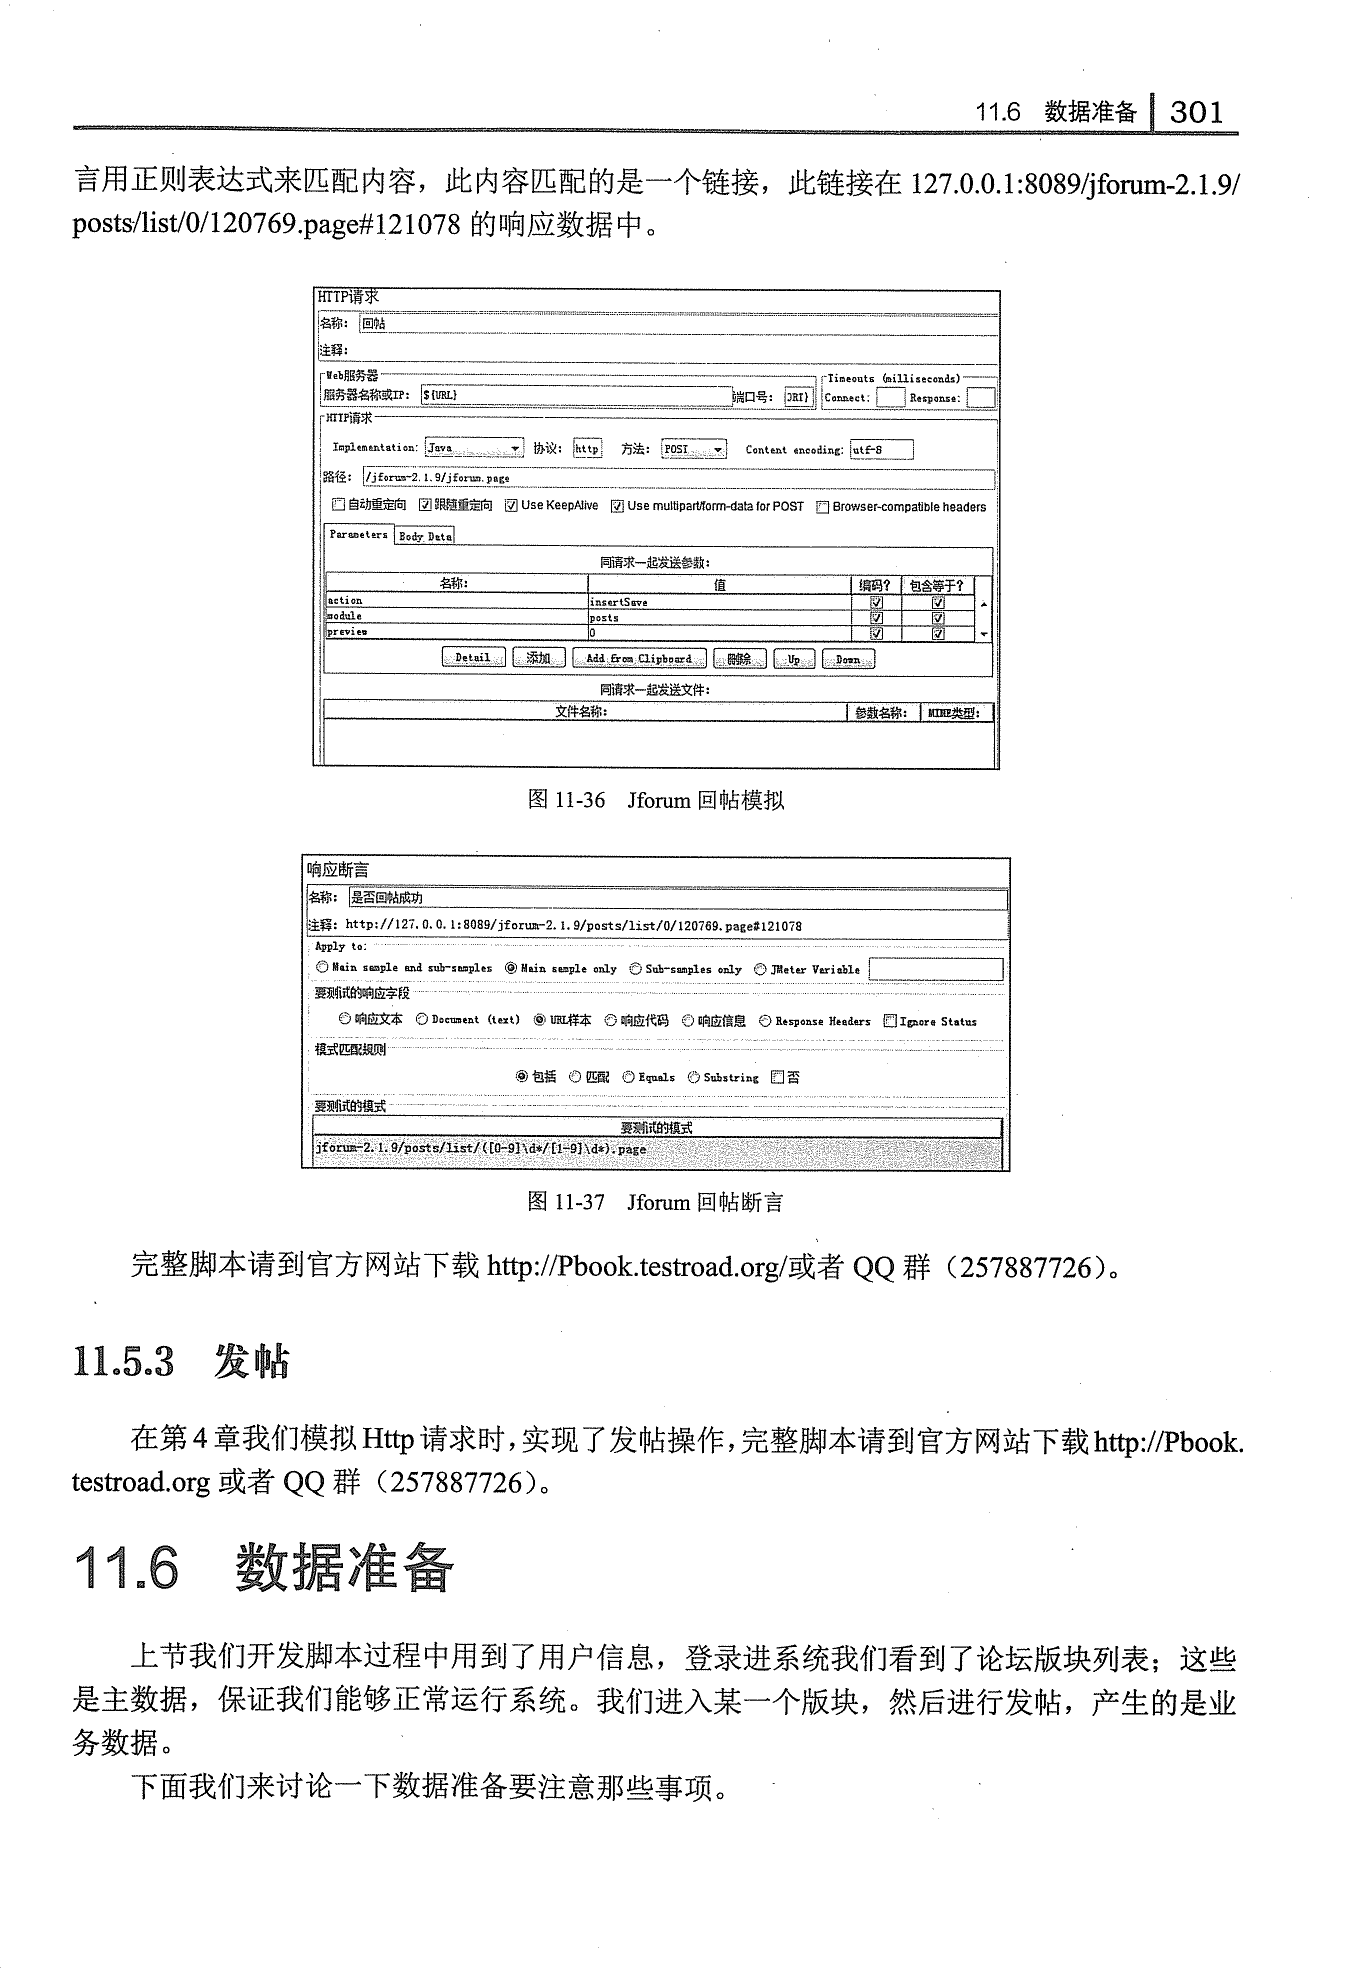 11.6 数据准备 301
言用正则表达式来匹配内容，此内容匹配的是一个链接，此链接在 127.0.0.1:8089/jforum-2.1.9/
posts/list/0/120769.page#121078 的响应数据中。
HTTP请求
名称： 回帖
注释：
Web服务器
Timeouts (milliseconds)
服务器名称或IP： ${URL} 端口号： ORT} Connect: Response:
HTTP请求
Implementation: Java 协议： http 方法： POST Content encoding: utf-8
路径： /jforum-2.1.9/jforum.page
自动重定向 跟随重定向 Use KeepAlive Use multipart/form-data for POST Browser-compatible headers
Parameters Body Data
同请求一起发送参数：
名称： 值 编码？ 包含等于？
action insertSave
module posts
preview 0
Detail 添加 Add from Clipboard 删除 Up Down
同请求一起发送文件：
文件名称： 参数名称： MIME类型：
图 11-36 Jforum 回帖模拟
响应断言
名称： 是否回帖成功
注释： http://127.0.0.1:8089/jforum-2.1.9/posts/list/0/120769.page#121078
Apply to:
Main sample and sub-samples Main sample only Sub-samples only JMeter Variable
要测试的响应字段
响应文本 Document (text) URL样本 响应代码 响应信息 Response Headers Ignore Status
模式匹配规则
包括 匹配 Equals Substring 否
要测试的模式
要测试的模式
jforum-2.1.9/posts/list/([0-9]\d*/[1-9]\d*).page
图 11-37 Jforum 回帖断言
完整脚本请到官方网站下载 http://Pbook.testroad.org/或者 QQ 群（257887726）。
11.5.3 发帖
在第 4 章我们模拟 Http 请求时，实现了发帖操作，完整脚本请到官方网站下载 http://Pbook.
testroad.org 或者 QQ 群（257887726）。
11.6 数据准备
上节我们开发脚本过程中用到了用户信息，登录进系统我们看到了论坛版块列表；这些
是主数据，保证我们能够正常运行系统。我们进入某一个版块，然后进行发帖，产生的是业
务数据。
下面我们来讨论一下数据准备要注意那些事项。